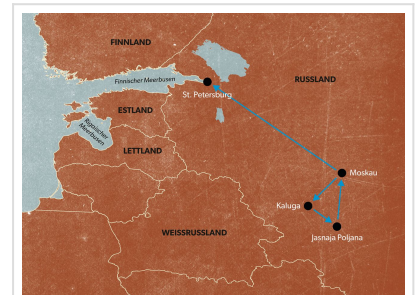 FINNLAND
Finnischer Meerbusen
RUSSLAND
St. Petersburg
ESTLAND
Rigaischer
Meerbusen
LETTLAND
Moskau
Kaluga
WEISSRUSSLAND
Jasnaja Poljana